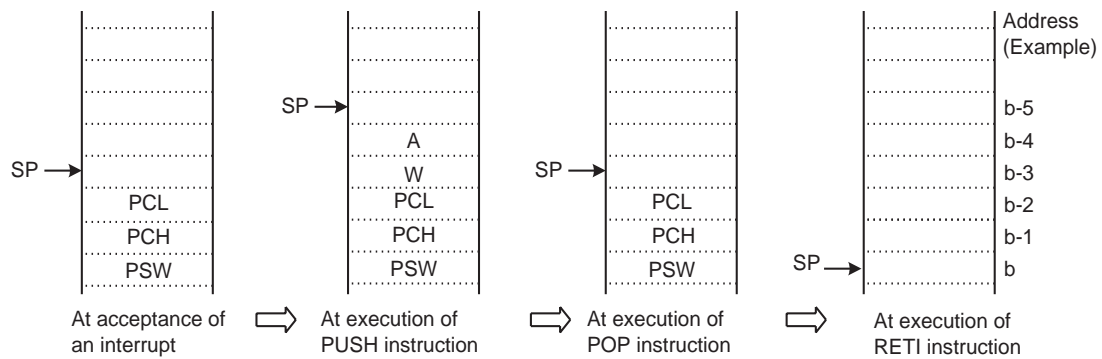 Address
(Example)
SP
b-5
A
b-4
SP
W
SP
b-3
PCL
PCL
PCL
b-2
PCH
PCH
PCH
b-1
PSW
PSW
PSW
SP
b
At acceptance of
an interrupt
At execution of
PUSH instruction
At execution of
POP instruction
At execution of
RETI instruction